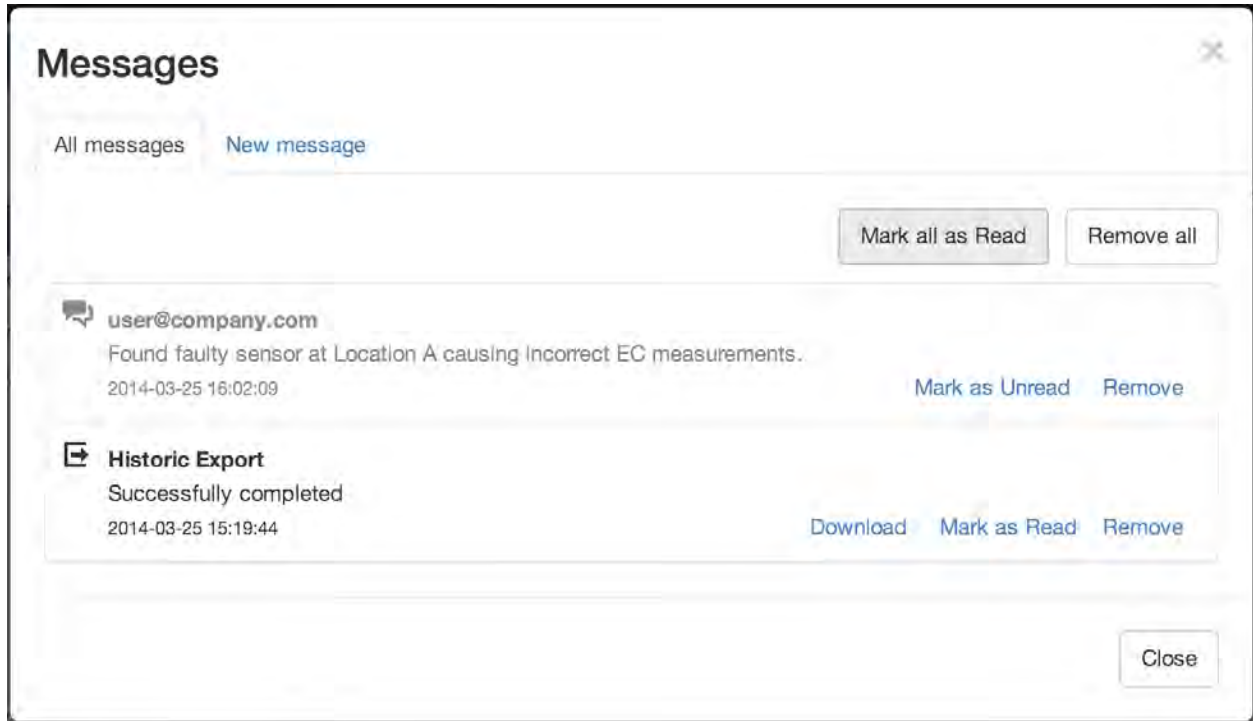 Messages
All messages New message
Mark all as Read Remove all
user@company.com
Found faulty sensor at Location A causing incorrect EC measurements.
2014-03-25 16:02:09 Mark as Unread Remove
Historic Export
Successfully completed
2014-03-25 15:19:44 Download Mark as Read Remove
Close